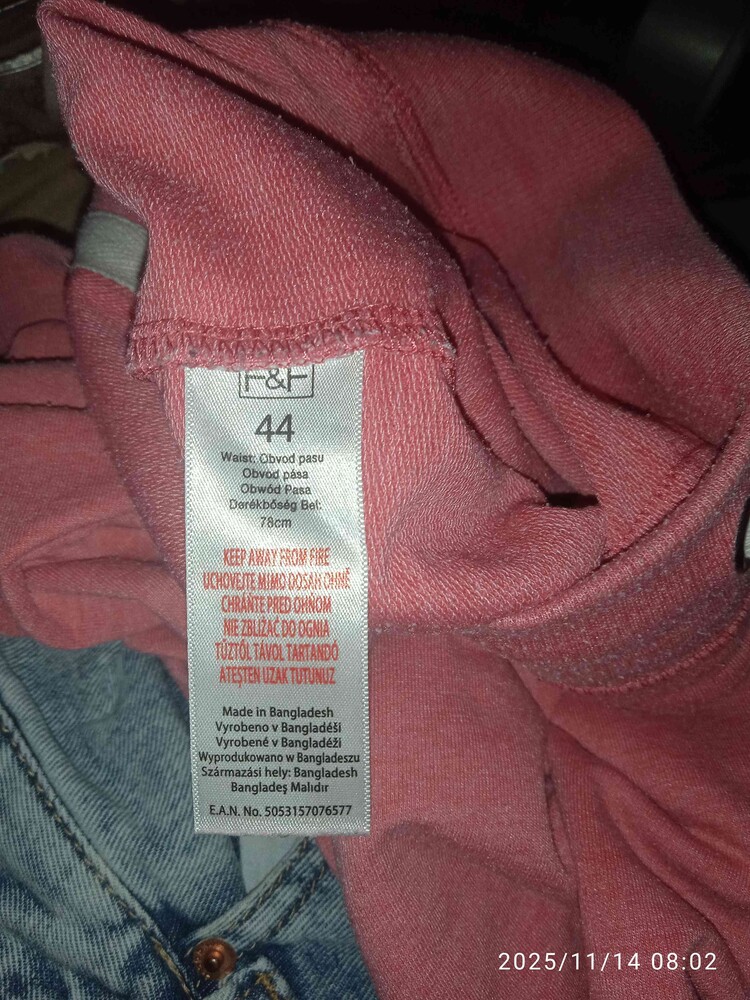 F&F
44
Waist: Obvod pasu
Obvod pása
Obwód Pasa
Derékbőség Bel:
78cm
KEEP AWAY FROM FIRE
UCHOVEJTE MIMO DOSAH OHNĚ
CHRÁŇTE PRED OHŇOM
NIE ZBLIŻAĆ DO OGNIA
TŰZTŐL TÁVOL TARTANDÓ
ATEŞTEN UZAK TUTUNUZ
Made in Bangladesh
Vyrobeno v Bangladéši
Vyrobené v Bangladéži
Wyprodukowano w Bangladeszu
Származási hely: Bangladesh
Bangladeş Malıdır
E.A.N. No. 5053157076577
2025/11/14 08:02